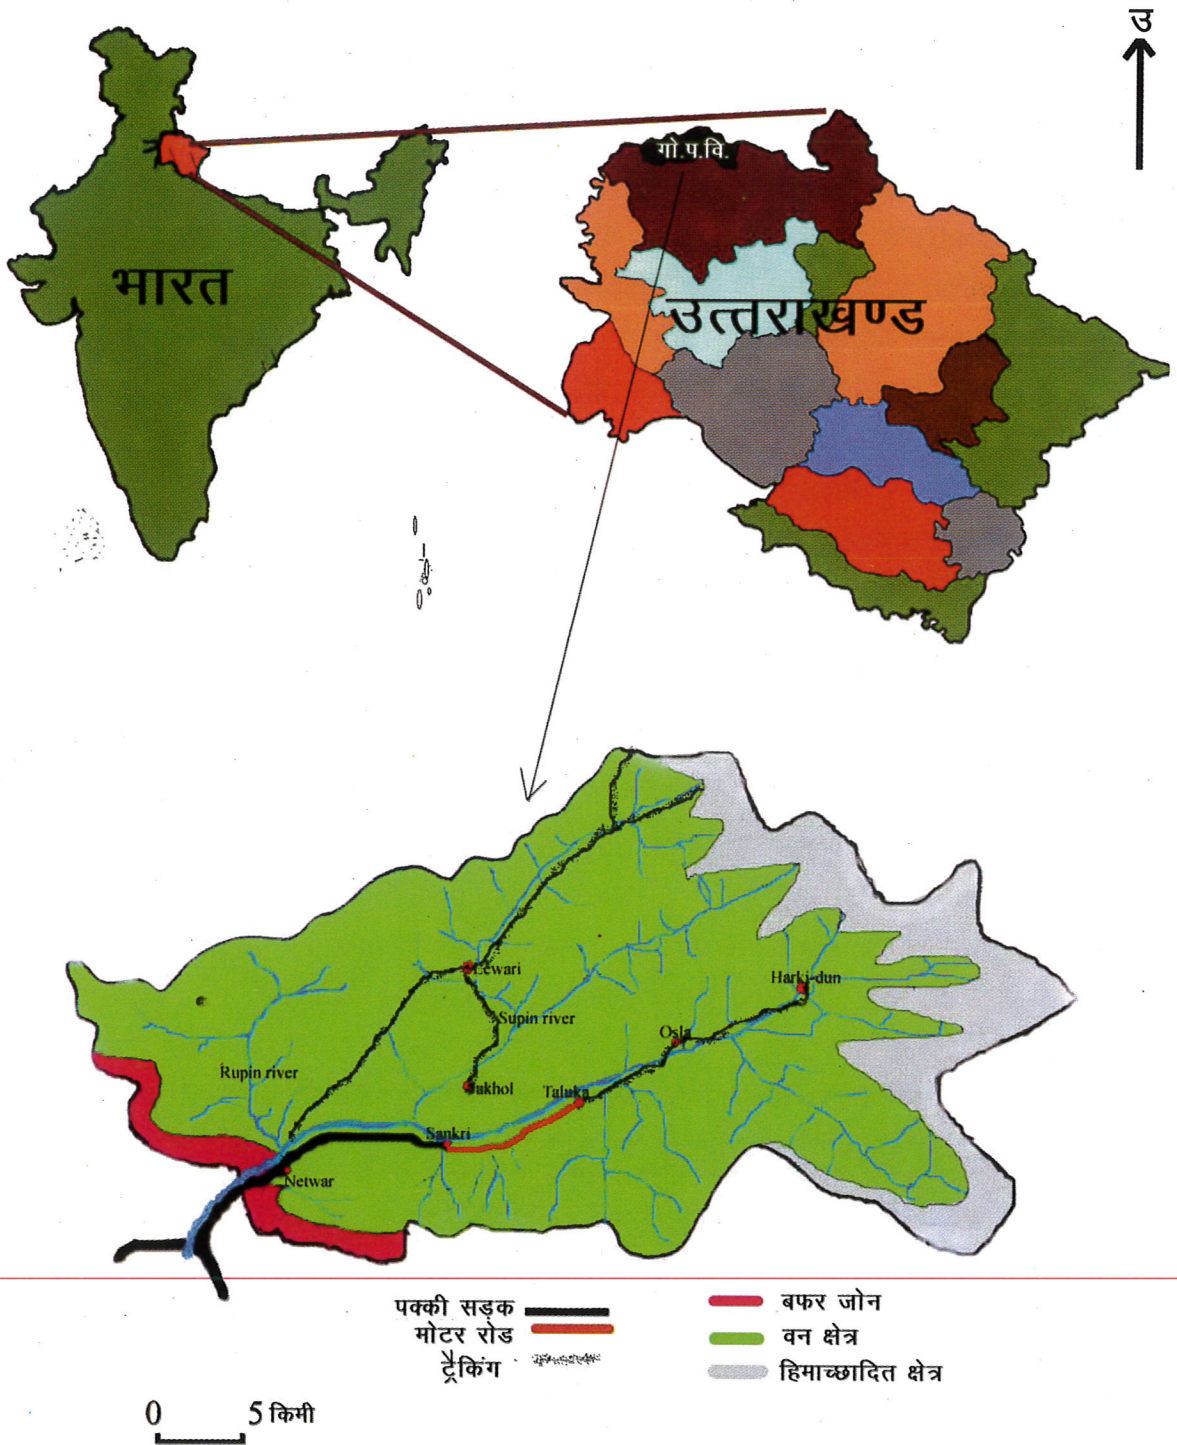 उ
गो.प.वि.
भारत
उत्तराखण्ड
Lewari
Harki-dun
Supin river
Osla
Rupin river
Jakhol
Taluka
Sankri
Netwar
पक्की सड़क
मोटर रोड
ट्रैकिंग
बफर जोन
वन क्षेत्र
हिमाच्छादित क्षेत्र
0 5 किमी